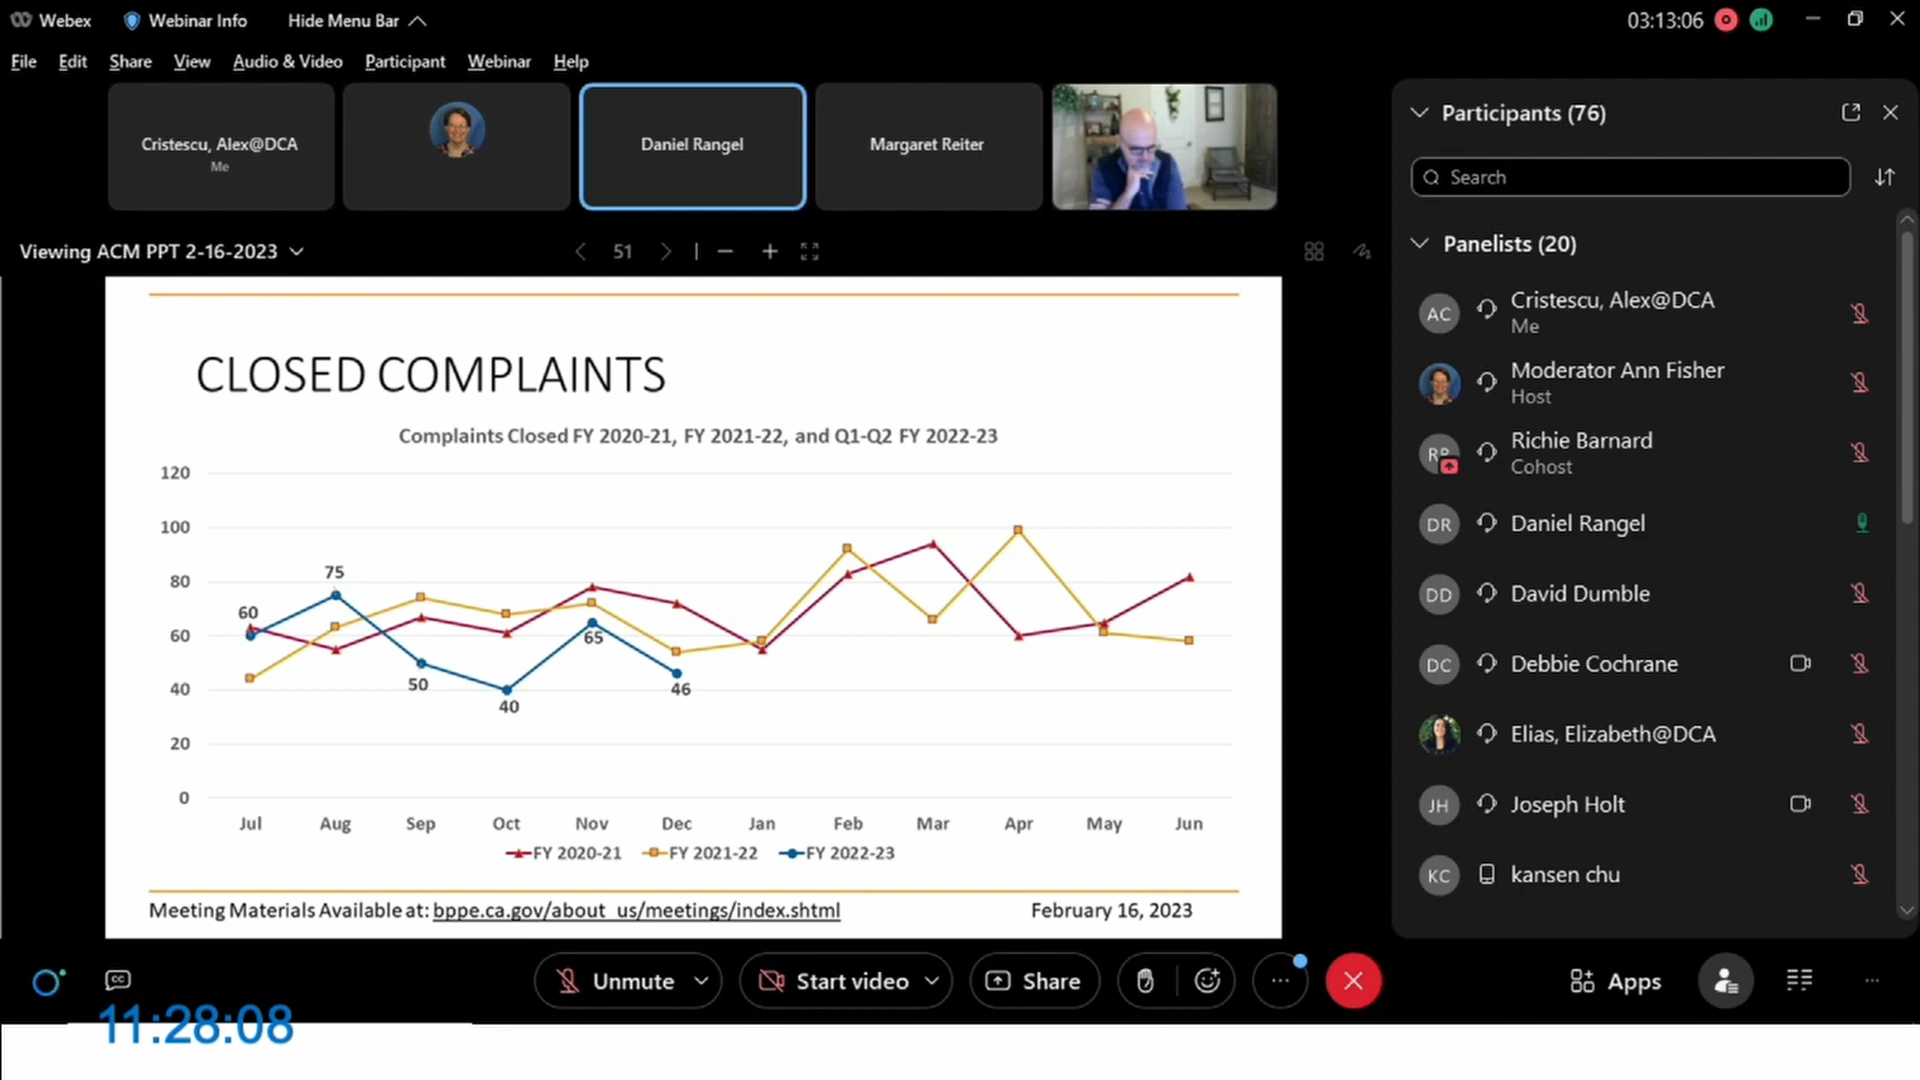 Webex
Webinar Info
Hide Menu Bar
03:13:06
File Edit Share View Audio & Video Participant Webinar Help
Cristescu, Alex@DCA
Me
Daniel Rangel
Margaret Reiter
Viewing ACM PPT 2-16-2023
51
CLOSED COMPLAINTS
Complaints Closed FY 2020-21, FY 2021-22, and Q1-Q2 FY 2022-23
120
100
80
60
40
20
0
60
75
50
40
65
46
Jul Aug Sep Oct Nov Dec Jan Feb Mar Apr May Jun
FY 2020-21 FY 2021-22 FY 2022-23
Meeting Materials Available at: bppe.ca.gov/about_us/meetings/index.shtml
February 16, 2023
Participants (76)
Search
Panelists (20)
AC Cristescu, Alex@DCA
Me
Moderator Ann Fisher
Host
Richie Barnard
Cohost
DR Daniel Rangel
DD David Dumble
DC Debbie Cochrane
Elias, Elizabeth@DCA
JH Joseph Holt
KC kansen chu
CC
Unmute
Start video
Share
Apps
11:28:08